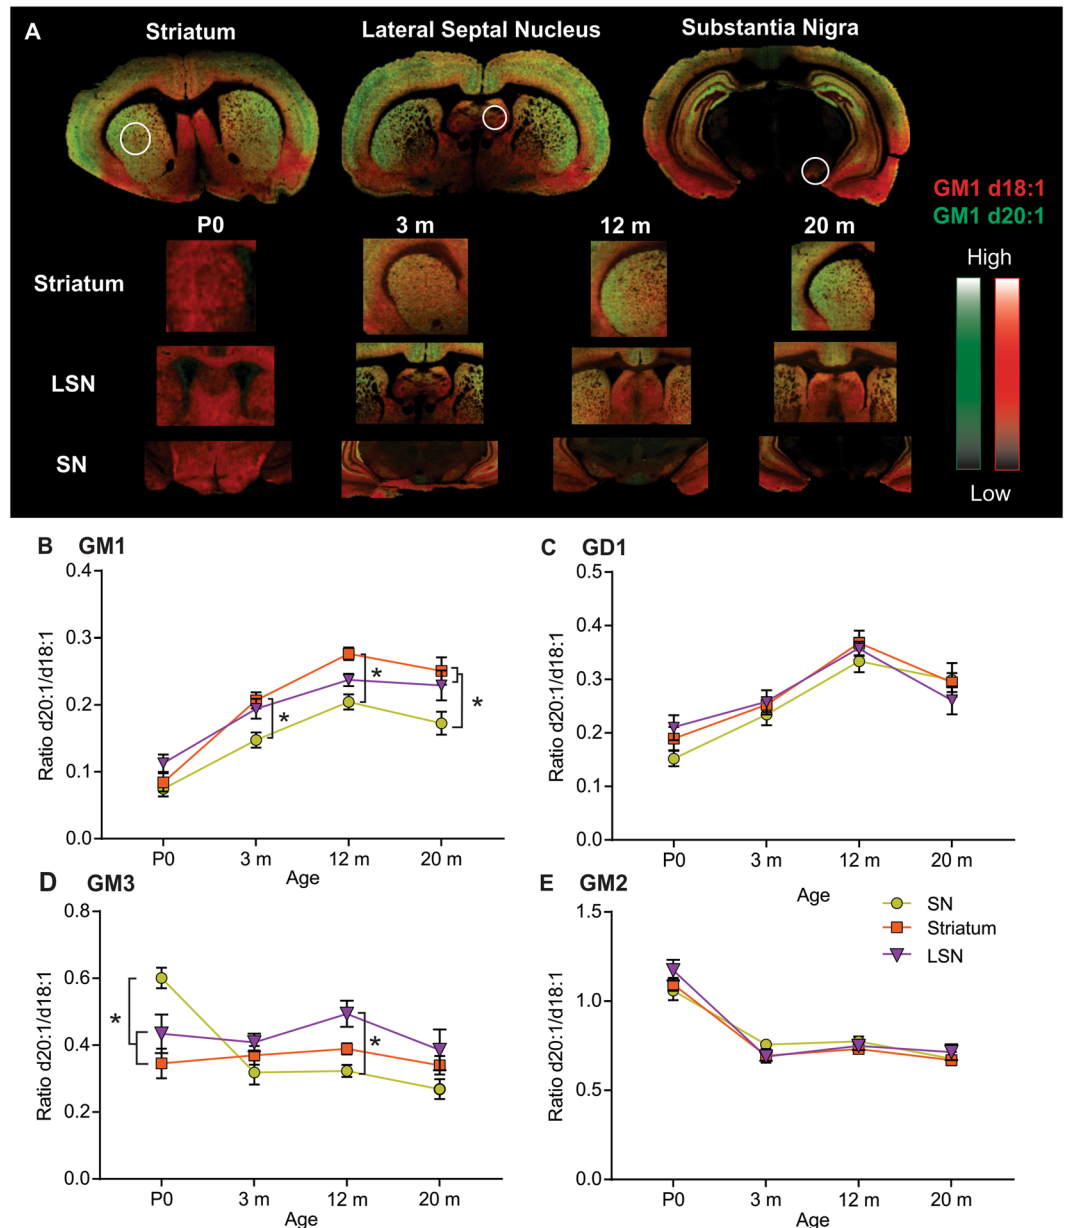 A
Striatum
Lateral Septal Nucleus
Substantia Nigra
GM1 d18:1
GM1 d20:1
P0
3 m
12 m
20 m
High
Striatum
LSN
SN
Low
B GM1
Ratio d20:1/d18:1
0.4
0.3
0.2
0.1
0.0
*
*
*
P0
3 m
12 m
20 m
Age
C GD1
Ratio d20:1/d18:1
0.5
0.4
0.3
0.2
0.1
0.0
P0
3 m
12 m
20 m
Age
D GM3
Ratio d20:1/d18:1
0.8
0.6
0.4
0.2
0.0
*
*
P0
3 m
12 m
20 m
Age
E GM2
Ratio d20:1/d18:1
1.5
1.0
0.5
0.0
SN
Striatum
LSN
P0
3 m
12 m
20 m
Age